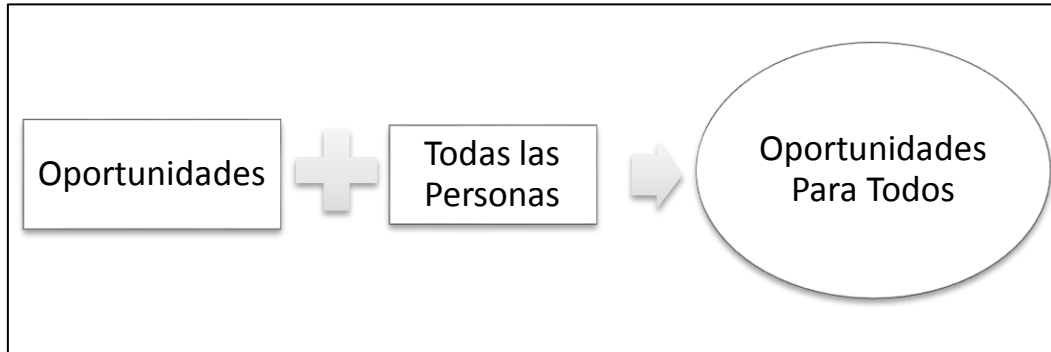 Oportunidades
Todas las
Personas
Oportunidades
Para Todos